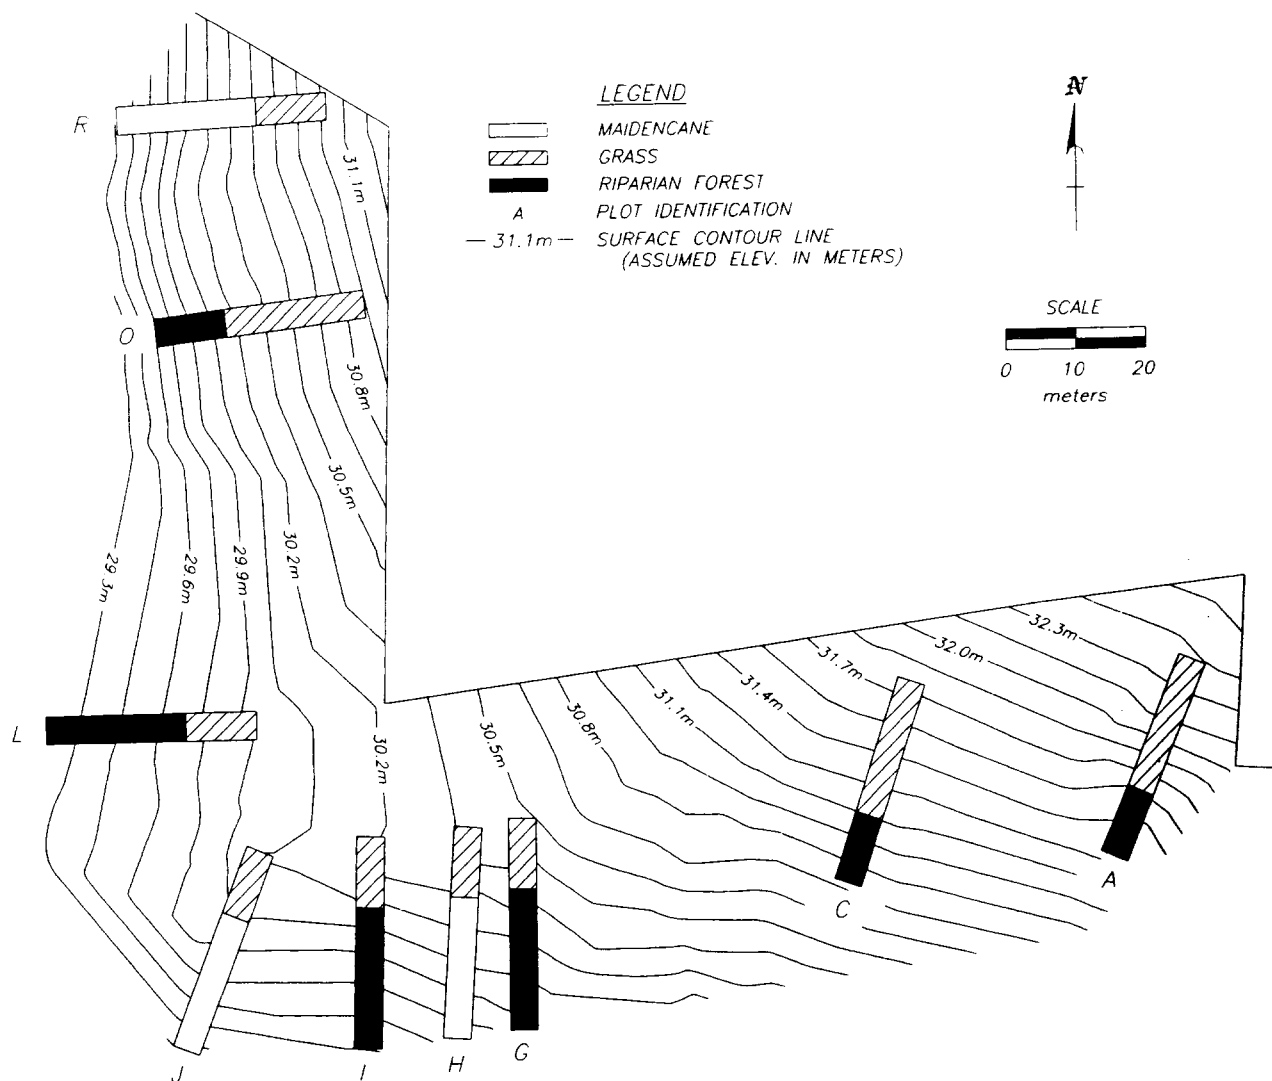 LEGEND
MAIDENCANE
GRASS
RIPARIAN FOREST
A PLOT IDENTIFICATION
— 31.1m — SURFACE CONTOUR LINE
(ASSUMED ELEV. IN METERS)
N
SCALE
0 10 20
meters
R
31.1m
O
30.8m
30.5m
29.3m
29.6m
29.9m
30.2m
32.3m
32.0m
31.7m
31.4m
31.1m
30.8m
30.5m
30.2m
L
A
C
J
I
H
G